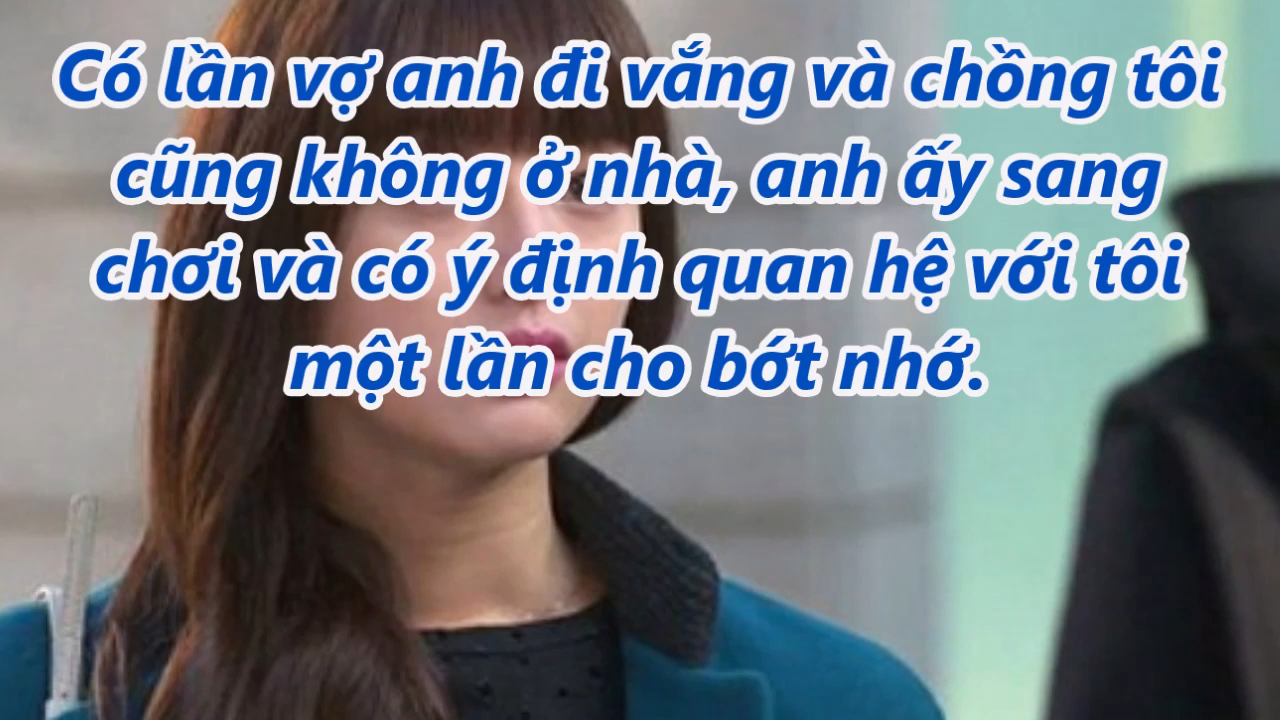 Có lần vợ anh đi vắng và chồng tôi
cũng không ở nhà, anh ấy sang
chơi và có ý định quan hệ với tôi
một lần cho bớt nhớ.